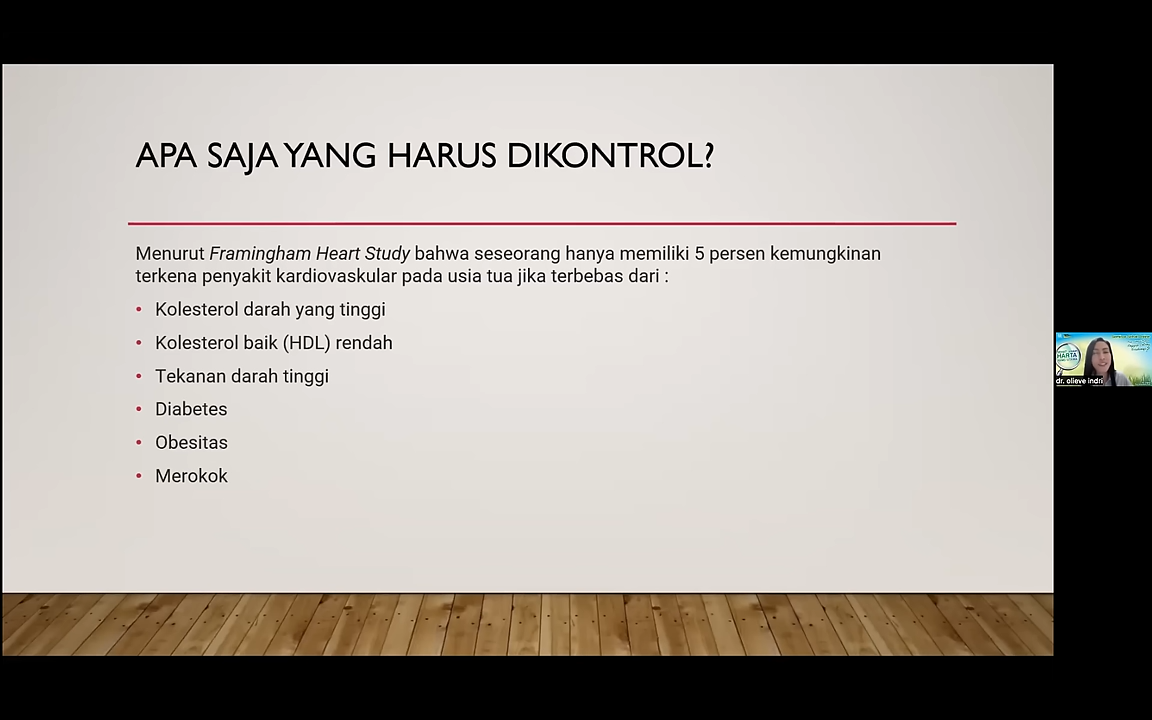 APA SAJA YANG HARUS DIKONTROL?
Menurut Framingham Heart Study bahwa seseorang hanya memiliki 5 persen kemungkinan
terkena penyakit kardiovaskular pada usia tua jika terbebas dari :
• Kolesterol darah yang tinggi
• Kolesterol baik (HDL) rendah
• Tekanan darah tinggi
• Diabetes
• Obesitas
• Merokok
HARTA
dr. olieve indri